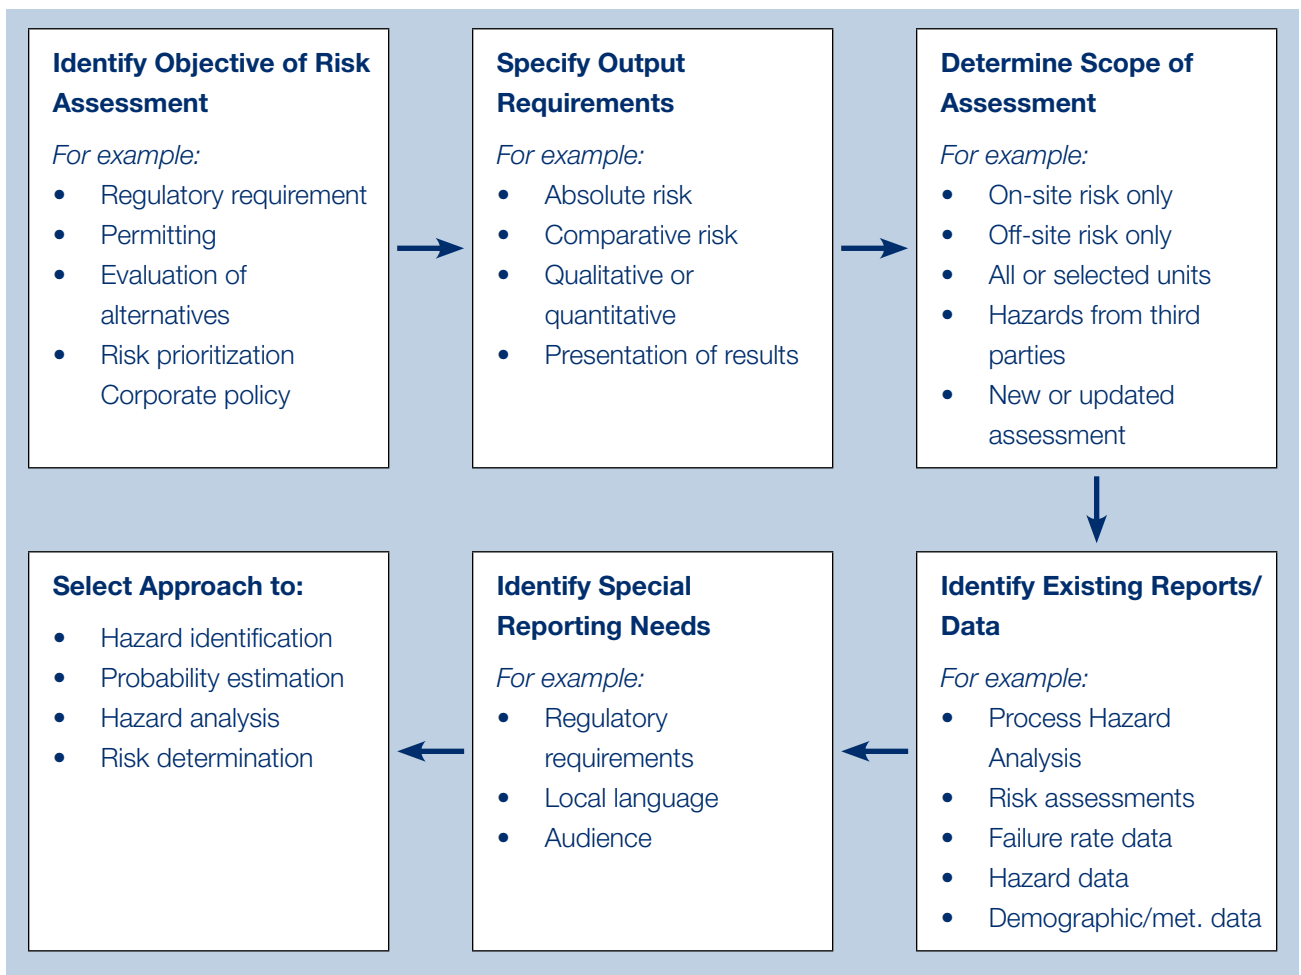 Identify Objective of Risk
Assessment
For example:
• Regulatory requirement
• Permitting
• Evaluation of
alternatives
• Risk prioritization
Corporate policy
Specify Output
Requirements
For example:
• Absolute risk
• Comparative risk
• Qualitative or
quantitative
• Presentation of results
Determine Scope of
Assessment
For example:
• On-site risk only
• Off-site risk only
• All or selected units
• Hazards from third
parties
• New or updated
assessment
Identify Existing Reports/
Data
For example:
• Process Hazard
Analysis
• Risk assessments
• Failure rate data
• Hazard data
• Demographic/met. data
Identify Special
Reporting Needs
For example:
• Regulatory
requirements
• Local language
• Audience
Select Approach to:
• Hazard identification
• Probability estimation
• Hazard analysis
• Risk determination